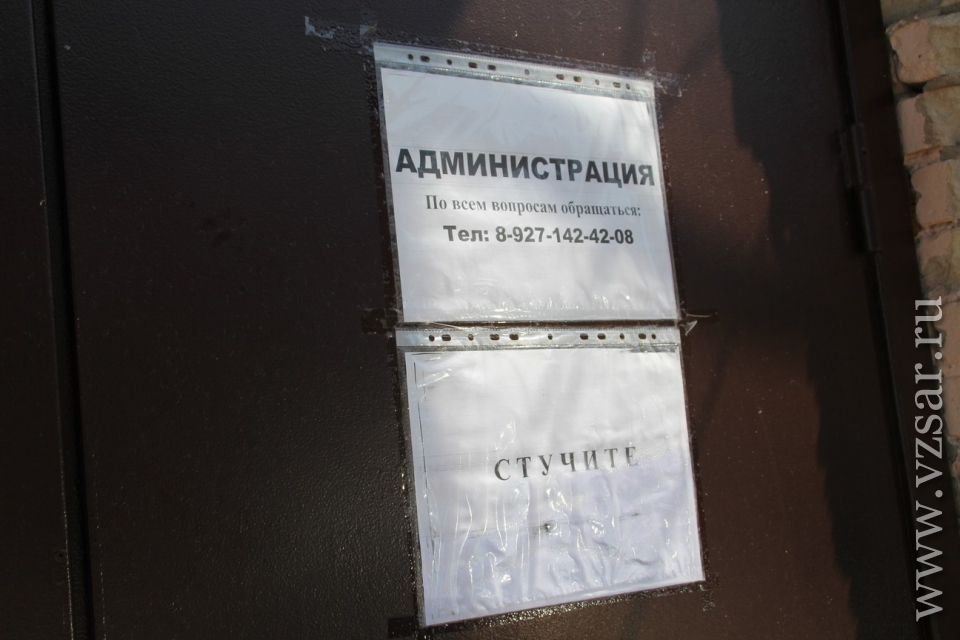 АДМИНИСТРАЦИЯ
По всем вопросам обращаться:
Тел: 8-927-142-42-08
СТУЧИТЕ
www.vzsar.ru